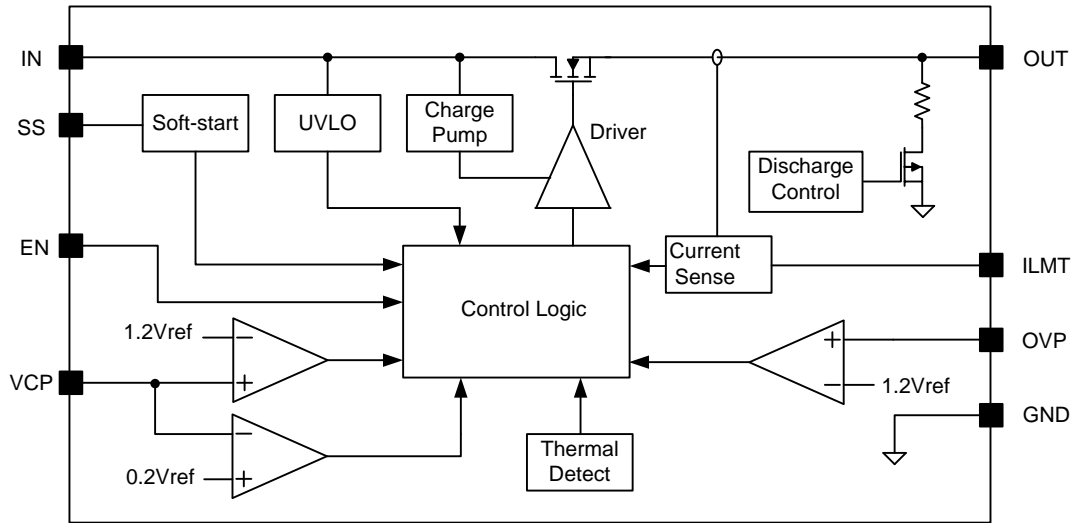 IN
OUT
SS
Soft-start
UVLO
Charge
Pump
Driver
Discharge
Control
EN
Current
Sense
ILMT
Control Logic
1.2Vref
−
+
VCP
+
−
1.2Vref
OVP
GND
−
+
0.2Vref
Thermal
Detect